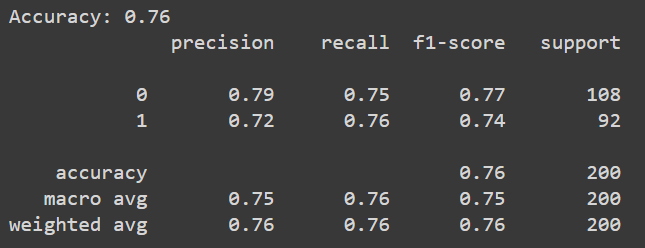 Accuracy: 0.76
precision recall f1-score support
0 0.79 0.75 0.77 108
1 0.72 0.76 0.74 92
accuracy 0.76 200
macro avg 0.75 0.76 0.75 200
weighted avg 0.76 0.76 0.76 200